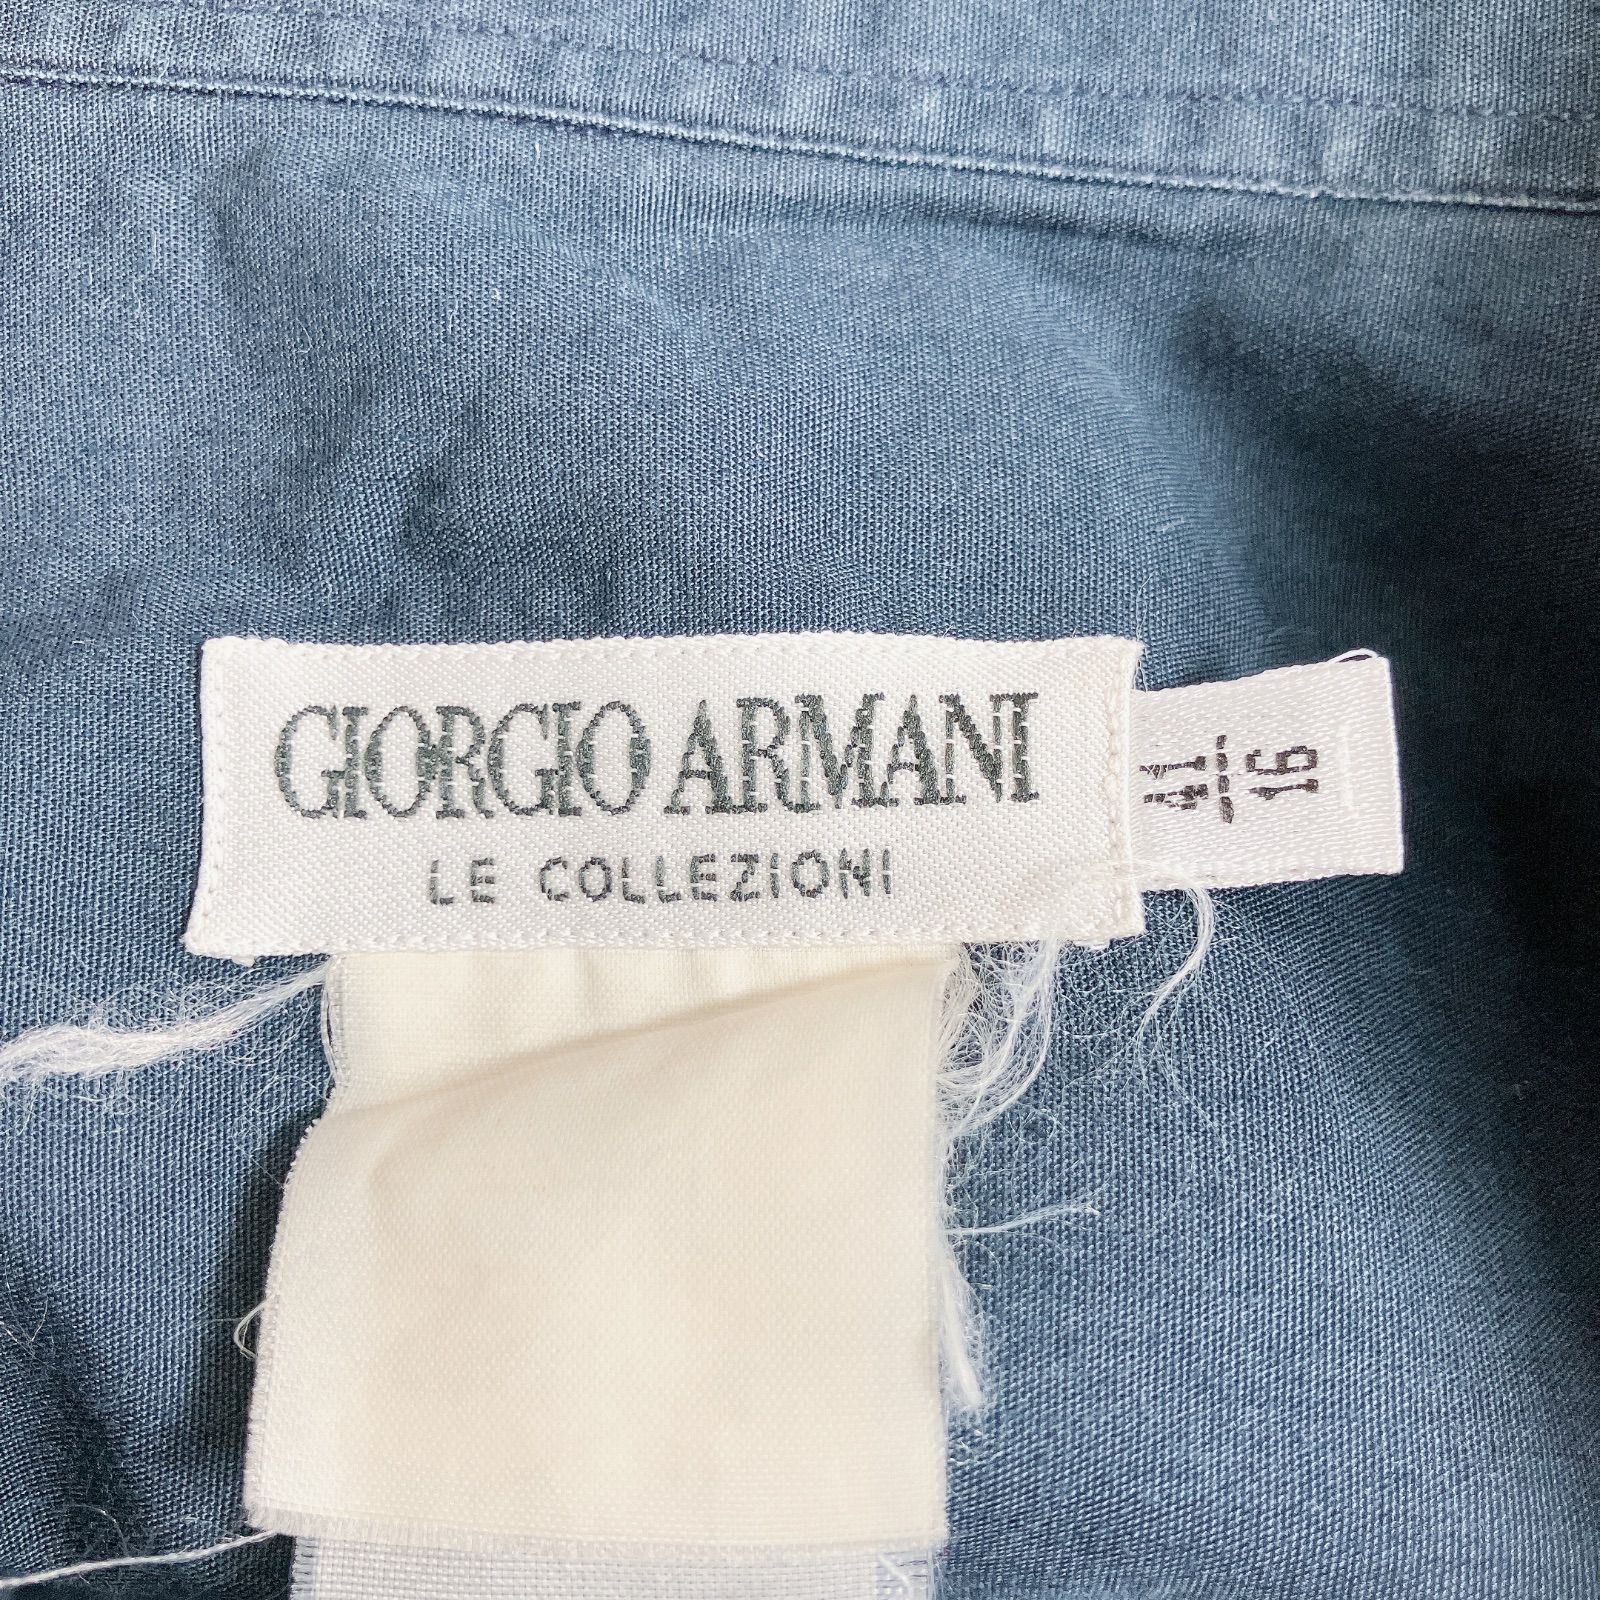 GIORGIO ARMANI
LE COLLEZIONI
41
16